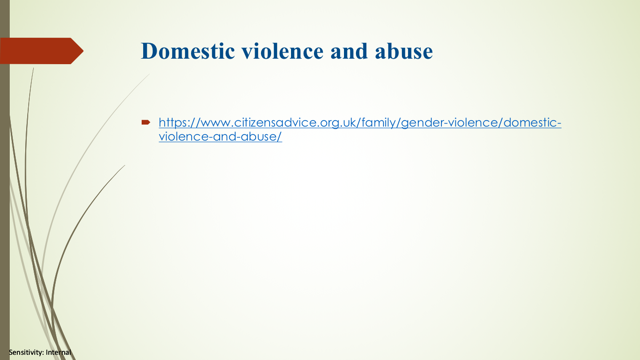 Domestic violence and abuse
https://www.citizensadvice.org.uk/family/gender-violence/domestic-
violence-and-abuse/
Sensitivity: Internal